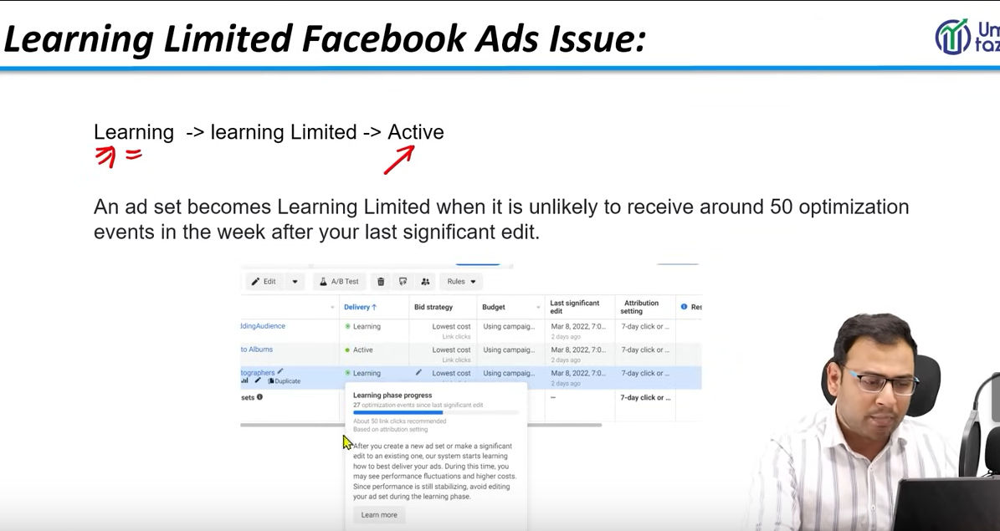 Learning Limited Facebook Ads Issue:
Learning -> learning Limited -> Active
An ad set becomes Learning Limited when it is unlikely to receive around 50 optimization
events in the week after your last significant edit.
Edit A/B Test Rules
Delivery ↑ Bid strategy Budget Last significant edit Attribution setting Res
ddingAudience Learning Lowest cost Using campaig... Mar 8, 2022, 7:0... 7-day click or ...
Link clicks 2 days ago
to Albums Active Lowest cost Using campaig... Mar 8, 2022, 7:0... 7-day click or ...
Link clicks 2 days ago
tographers Learning Lowest cost Using campaig... Mar 8, 2022, 7:0... 7-day click or ...
Duplicate 2 days ago
sets — 7-day click or ...
Learning phase progress
27 optimization events since last significant edit
About 50 link clicks recommended
Based on attribution setting
After you create a new ad set or make a significant
edit to an existing one, our system starts learning
how to best deliver your ads. During this time, you
may see performance fluctuations and higher costs.
Since performance is still stabilizing, avoid editing
your ad set during the learning phase.
Learn more